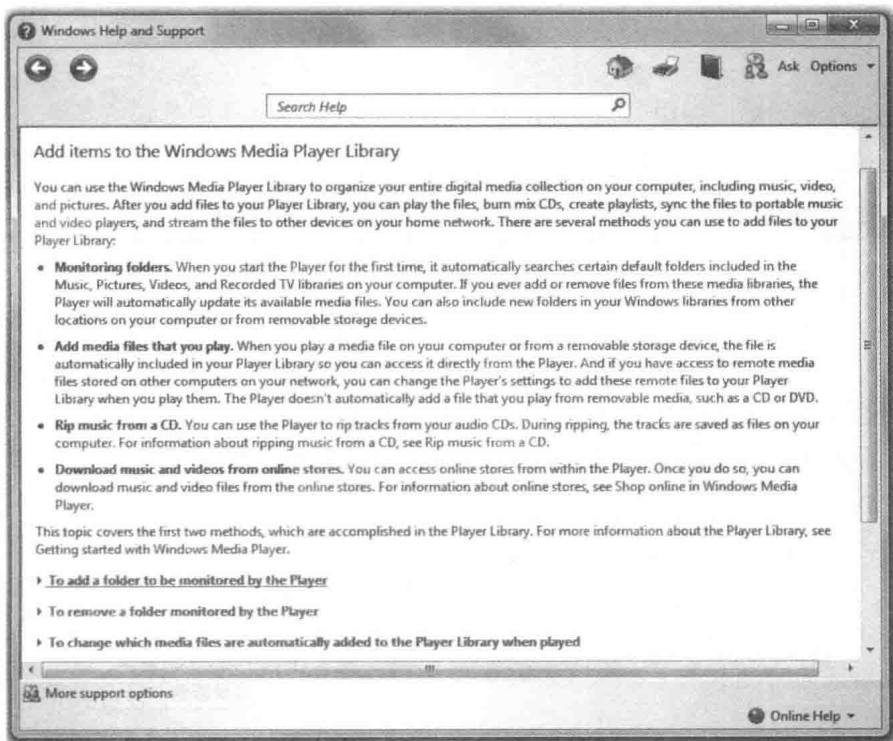 Windows Help and Support
Ask Options
Search Help
Add items to the Windows Media Player Library
You can use the Windows Media Player Library to organize your entire digital media collection on your computer, including music, video,
and pictures. After you add files to your Player Library, you can play the files, burn mix CDs, create playlists, sync the files to portable music
and video players, and stream the files to other devices on your home network. There are several methods you can use to add files to your
Player Library:
• Monitoring folders. When you start the Player for the first time, it automatically searches certain default folders included in the
Music, Pictures, Videos, and Recorded TV libraries on your computer. If you ever add or remove files from these media libraries, the
Player will automatically update its available media files. You can also include new folders in your Windows libraries from other
locations on your computer or from removable storage devices.
• Add media files that you play. When you play a media file on your computer or from a removable storage device, the file is
automatically included in your Player Library so you can access it directly from the Player. And if you have access to remote media
files stored on other computers on your network, you can change the Player's settings to add these remote files to your Player
Library when you play them. The Player doesn't automatically add a file that you play from removable media, such as a CD or DVD.
• Rip music from a CD. You can use the Player to rip tracks from your audio CDs. During ripping, the tracks are saved as files on your
computer. For information about ripping music from a CD, see Rip music from a CD.
• Download music and videos from online stores. You can access online stores from within the Player. Once you do so, you can
download music and video files from the online stores. For information about online stores, see Shop online in Windows Media
Player.
This topic covers the first two methods, which are accomplished in the Player Library. For more information about the Player Library, see
Getting started with Windows Media Player.
To add a folder to be monitored by the Player
To remove a folder monitored by the Player
To change which media files are automatically added to the Player Library when played
More support options
Online Help